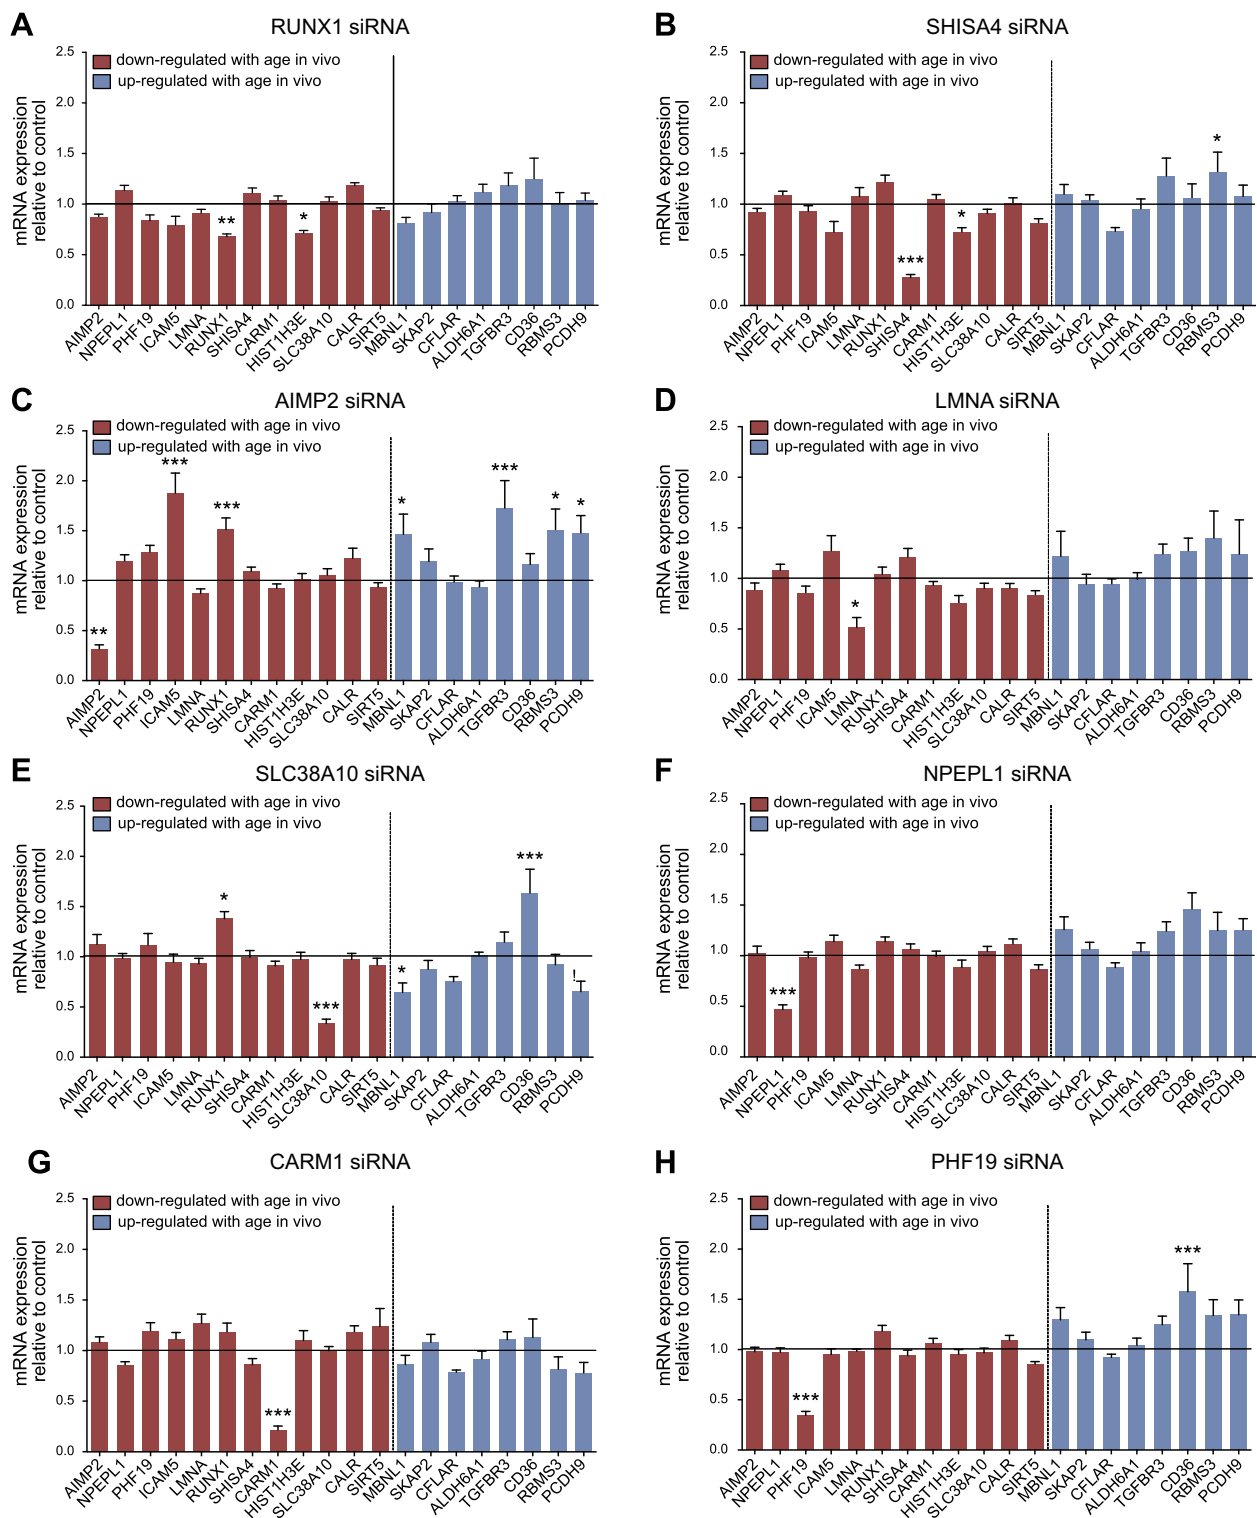 A
RUNX1 siRNA
down-regulated with age in vivo
up-regulated with age in vivo
mRNA expression
relative to control
2.5
2.0
1.5
1.0
0.5
0.0
**
*
AIMP2
NPEPL1
PHF19
ICAM5
LMNA
RUNX1
SHISA4
CARM1
HIST1H3E
SLC38A10
CALR
SIRT5
MBNL1
SKAP2
CFLAR
ALDH6A1
TGFBR3
CD36
RBMS3
PCDH9
B
SHISA4 siRNA
down-regulated with age in vivo
up-regulated with age in vivo
mRNA expression
relative to control
2.5
2.0
1.5
1.0
0.5
0.0
***
*
*
AIMP2
NPEPL1
PHF19
ICAM5
LMNA
RUNX1
SHISA4
CARM1
HIST1H3E
SLC38A10
CALR
SIRT5
MBNL1
SKAP2
CFLAR
ALDH6A1
TGFBR3
CD36
RBMS3
PCDH9
C
AIMP2 siRNA
down-regulated with age in vivo
up-regulated with age in vivo
mRNA expression
relative to control
2.5
2.0
1.5
1.0
0.5
0.0
**
***
***
*
***
*
*
AIMP2
NPEPL1
PHF19
ICAM5
LMNA
RUNX1
SHISA4
CARM1
HIST1H3E
SLC38A10
CALR
SIRT5
MBNL1
SKAP2
CFLAR
ALDH6A1
TGFBR3
CD36
RBMS3
PCDH9
D
LMNA siRNA
down-regulated with age in vivo
up-regulated with age in vivo
mRNA expression
relative to control
2.5
2.0
1.5
1.0
0.5
0.0
*
AIMP2
NPEPL1
PHF19
ICAM5
LMNA
RUNX1
SHISA4
CARM1
HIST1H3E
SLC38A10
CALR
SIRT5
MBNL1
SKAP2
CFLAR
ALDH6A1
TGFBR3
CD36
RBMS3
PCDH9
E
SLC38A10 siRNA
down-regulated with age in vivo
up-regulated with age in vivo
mRNA expression
relative to control
2.5
2.0
1.5
1.0
0.5
0.0
*
***
*
***
!
AIMP2
NPEPL1
PHF19
ICAM5
LMNA
RUNX1
SHISA4
CARM1
HIST1H3E
SLC38A10
CALR
SIRT5
MBNL1
SKAP2
CFLAR
ALDH6A1
TGFBR3
CD36
RBMS3
PCDH9
F
NPEPL1 siRNA
down-regulated with age in vivo
up-regulated with age in vivo
mRNA expression
relative to control
2.5
2.0
1.5
1.0
0.5
0.0
***
AIMP2
NPEPL1
PHF19
ICAM5
LMNA
RUNX1
SHISA4
CARM1
HIST1H3E
SLC38A10
CALR
SIRT5
MBNL1
SKAP2
CFLAR
ALDH6A1
TGFBR3
CD36
RBMS3
PCDH9
G
CARM1 siRNA
down-regulated with age in vivo
up-regulated with age in vivo
mRNA expression
relative to control
2.5
2.0
1.5
1.0
0.5
0.0
***
AIMP2
NPEPL1
PHF19
ICAM5
LMNA
RUNX1
SHISA4
CARM1
HIST1H3E
SLC38A10
CALR
SIRT5
MBNL1
SKAP2
CFLAR
ALDH6A1
TGFBR3
CD36
RBMS3
PCDH9
H
PHF19 siRNA
down-regulated with age in vivo
up-regulated with age in vivo
mRNA expression
relative to control
2.5
2.0
1.5
1.0
0.5
0.0
***
***
AIMP2
NPEPL1
PHF19
ICAM5
LMNA
RUNX1
SHISA4
CARM1
HIST1H3E
SLC38A10
CALR
SIRT5
MBNL1
SKAP2
CFLAR
ALDH6A1
TGFBR3
CD36
RBMS3
PCDH9